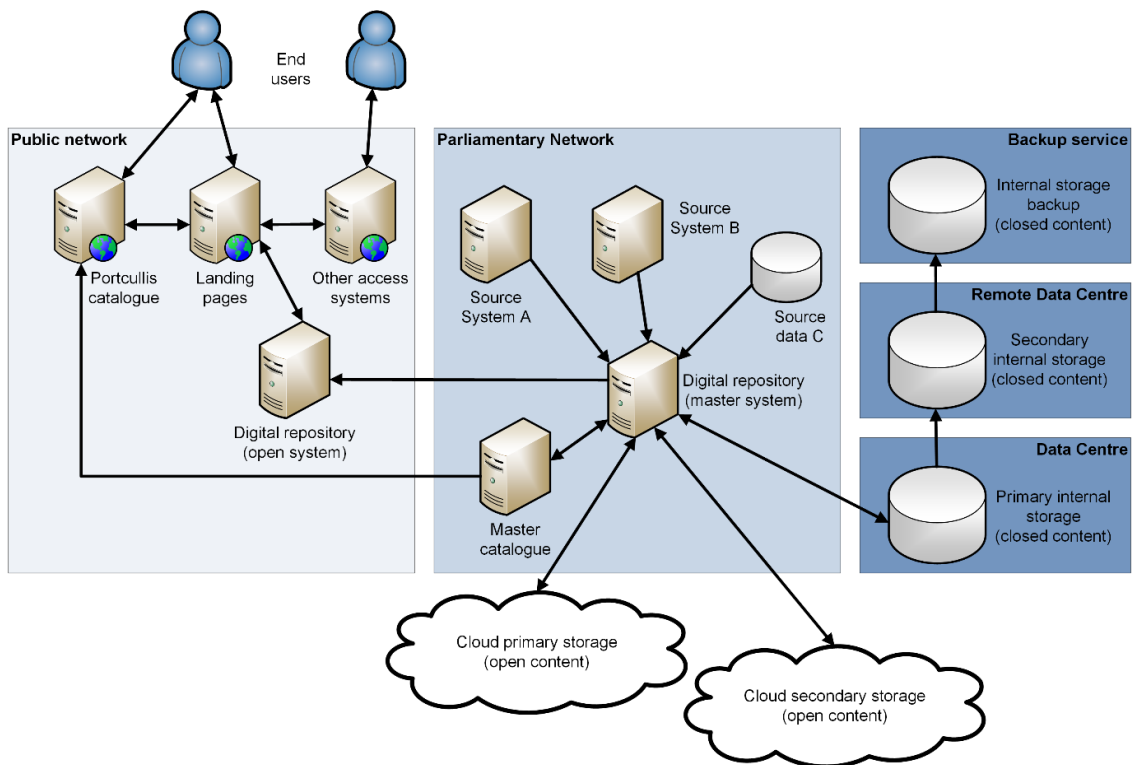 End
users
Public network
Portcullis
catalogue
Landing
pages
Other access
systems
Digital repository
(open system)
Parliamentary Network
Source
System A
Source
System B
Source
data C
Digital repository
(master system)
Master
catalogue
Backup service
Internal storage
backup
(closed content)
Remote Data Centre
Secondary
internal storage
(closed content)
Data Centre
Primary internal
storage
(closed content)
Cloud primary storage
(open content)
Cloud secondary storage
(open content)